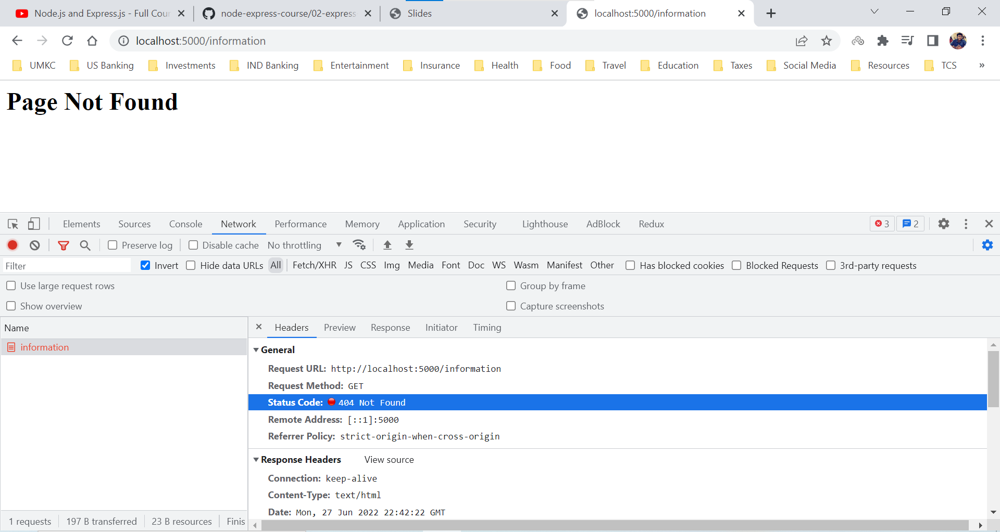 Node.js and Express.js - Full Cour
node-express-course/02-express
Slides
localhost:5000/information
localhost:5000/information
UMKC US Banking Investments IND Banking Entertainment Insurance Health Food Travel Education Taxes Social Media Resources TCS »
Page Not Found
Elements Sources Console Network Performance Memory Application Security Lighthouse AdBlock Redux 3 2
Preserve log Disable cache No throttling
Filter Invert Hide data URLs All Fetch/XHR JS CSS Img Media Font Doc WS Wasm Manifest Other Has blocked cookies Blocked Requests 3rd-party requests
Use large request rows Group by frame
Show overview Capture screenshots
Name
information
1 requests 197 B transferred 23 B resources Finis
Headers Preview Response Initiator Timing
General
Request URL: http://localhost:5000/information
Request Method: GET
Status Code: 404 Not Found
Remote Address: [::1]:5000
Referrer Policy: strict-origin-when-cross-origin
Response Headers View source
Connection: keep-alive
Content-Type: text/html
Date: Mon, 27 Jun 2022 22:42:22 GMT